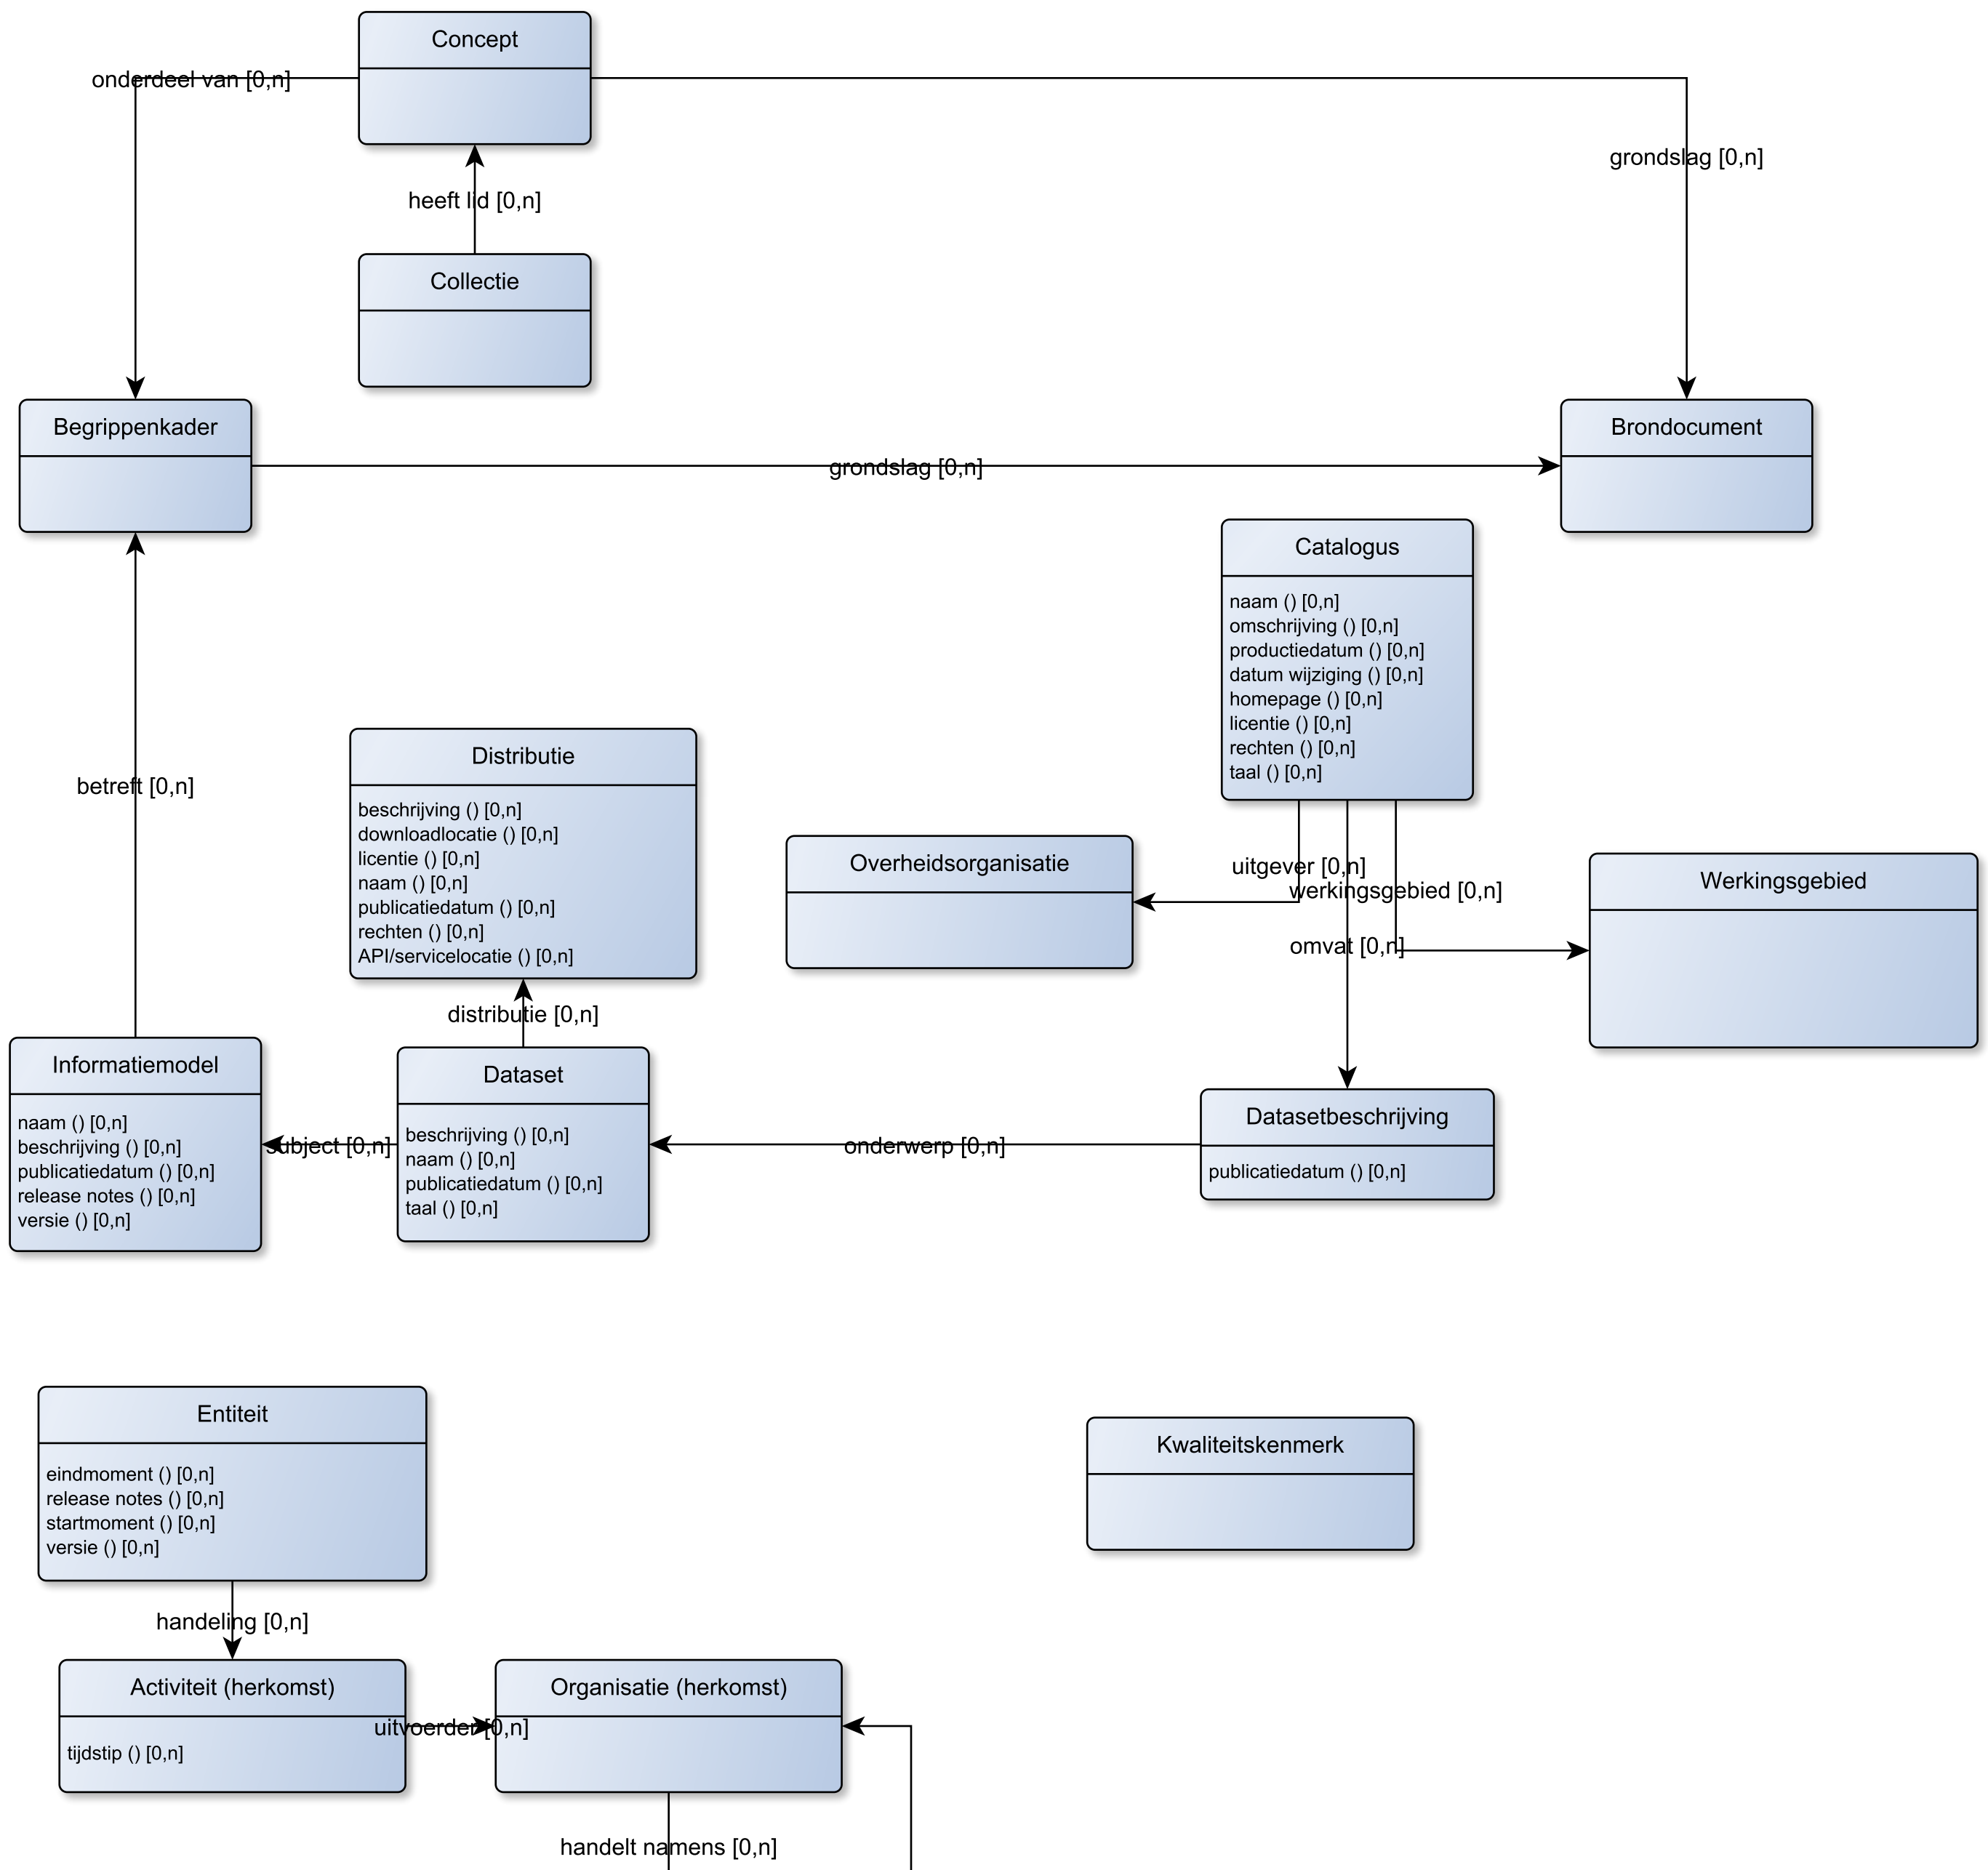 Concept
onderdeel van [0,n]
grondslag [0,n]
heeft lid [0,n]
Collectie
Begrippenkader
Brondocument
grondslag [0,n]
Catalogus
naam () [0,n]
omschrijving () [0,n]
productiedatum () [0,n]
datum wijziging () [0,n]
homepage () [0,n]
licentie () [0,n]
rechten () [0,n]
taal () [0,n]
betreft [0,n]
Distributie
beschrijving () [0,n]
downloadlocatie () [0,n]
licentie () [0,n]
naam () [0,n]
publicatiedatum () [0,n]
rechten () [0,n]
API/servicelocatie () [0,n]
Overheidsorganisatie
uitgever [0,n]
werkingsgebied [0,n]
omvat [0,n]
Werkingsgebied
distributie [0,n]
Informatiemodel
naam () [0,n]
beschrijving () [0,n]
publicatiedatum () [0,n]
release notes () [0,n]
versie () [0,n]
subject [0,n]
Dataset
beschrijving () [0,n]
naam () [0,n]
publicatiedatum () [0,n]
taal () [0,n]
onderwerp [0,n]
Datasetbeschrijving
publicatiedatum () [0,n]
Entiteit
eindmoment () [0,n]
release notes () [0,n]
startmoment () [0,n]
versie () [0,n]
Kwaliteitskenmerk
handeling [0,n]
Activiteit (herkomst)
tijdstip () [0,n]
uitvoerder [0,n]
Organisatie (herkomst)
handelt namens [0,n]